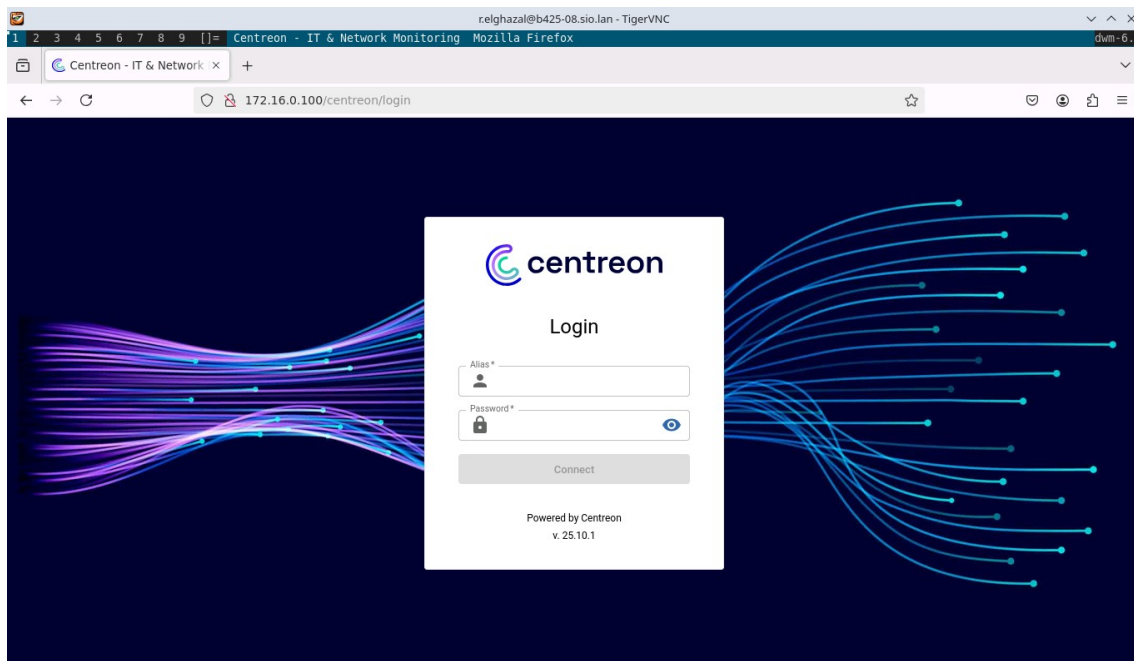 r.elghazal@b425-08.sio.lan - TigerVNC
1 2 3 4 5 6 7 8 9 []= Centreon - IT & Network Monitoring Mozilla Firefox dwm-6.
Centreon - IT & Network
172.16.0.100/centreon/login
centreon
Login
Alias *
Password *
Connect
Powered by Centreon
v. 25.10.1